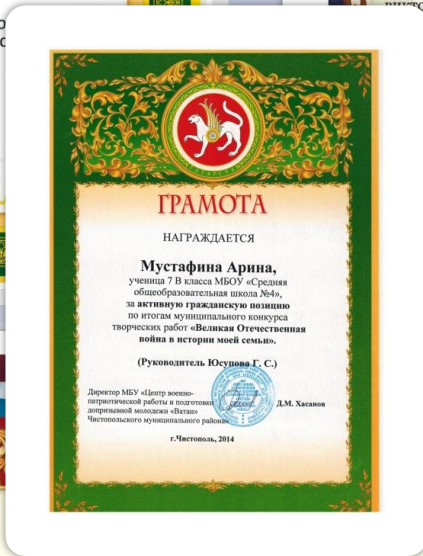 ГРАМОТА
НАГРАЖДАЕТСЯ
Мустафина Арина,
ученица 7 В класса МБОУ «Средняя
общеобразовательная школа №4»,
за активную гражданскую позицию
по итогам муниципального конкурса
творческих работ «Великая Отечественная
война в истории моей семьи».
(Руководитель Юсупова Г. С.)
Директор МБУ «Центр военно-
патриотической работы и подготовки
допризывной молодежи «Ватан»
Чистопольского муниципального района»
Д.М. Хасанов
г.Чистополь, 2014